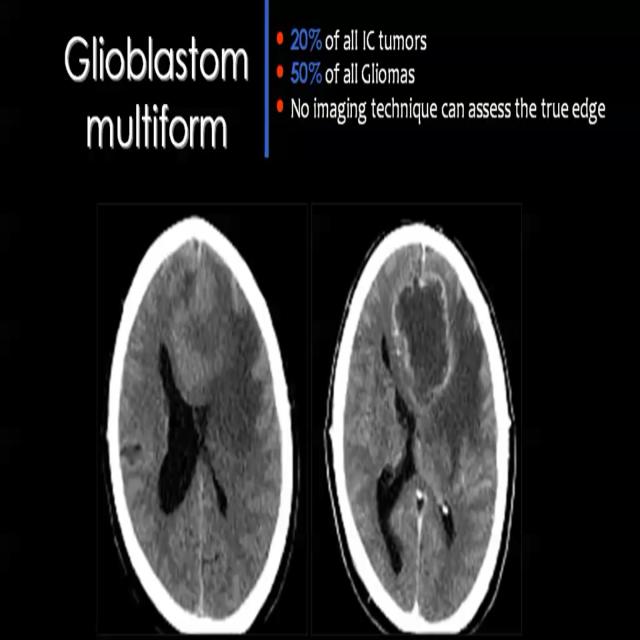 Glioblastom
multiform
20% of all IC tumors
50% of all Gliomas
No imaging technique can assess the true edge